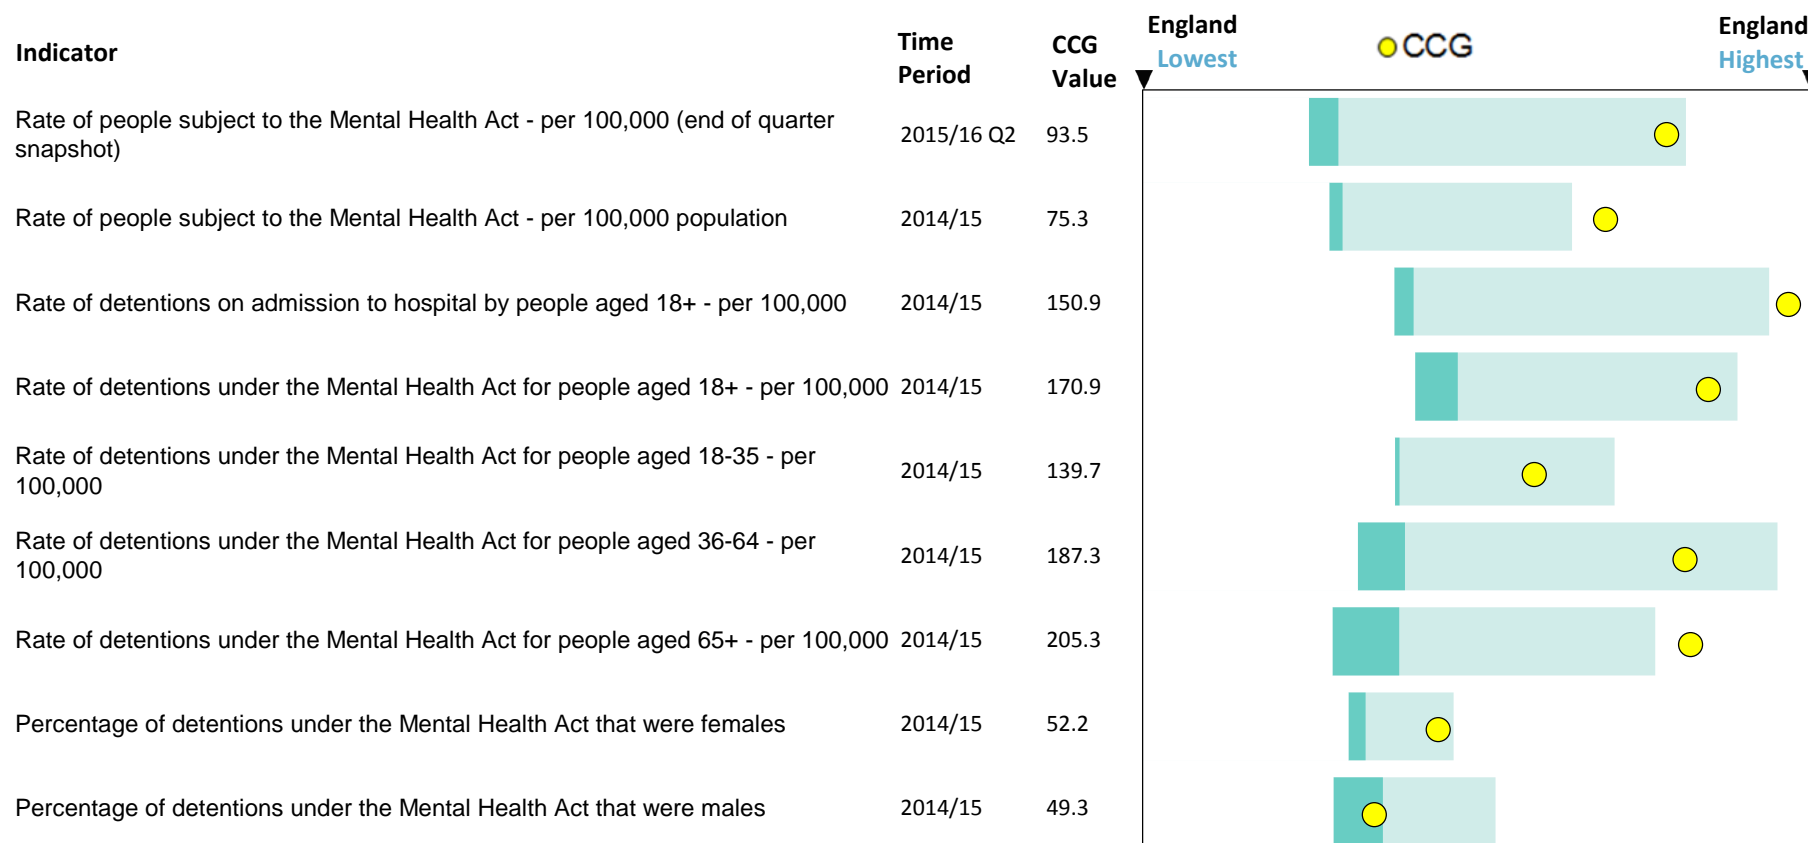 Indicator
Time
Period
CCG
Value
England
Lowest
CCG
England
Highest
Rate of people subject to the Mental Health Act - per 100,000 (end of quarter
snapshot)
2015/16 Q2
93.5
Rate of people subject to the Mental Health Act - per 100,000 population
2014/15
75.3
Rate of detentions on admission to hospital by people aged 18+ - per 100,000
2014/15
150.9
Rate of detentions under the Mental Health Act for people aged 18+ - per 100,000
2014/15
170.9
Rate of detentions under the Mental Health Act for people aged 18-35 - per
100,000
2014/15
139.7
Rate of detentions under the Mental Health Act for people aged 36-64 - per
100,000
2014/15
187.3
Rate of detentions under the Mental Health Act for people aged 65+ - per 100,000
2014/15
205.3
Percentage of detentions under the Mental Health Act that were females
2014/15
52.2
Percentage of detentions under the Mental Health Act that were males
2014/15
49.3